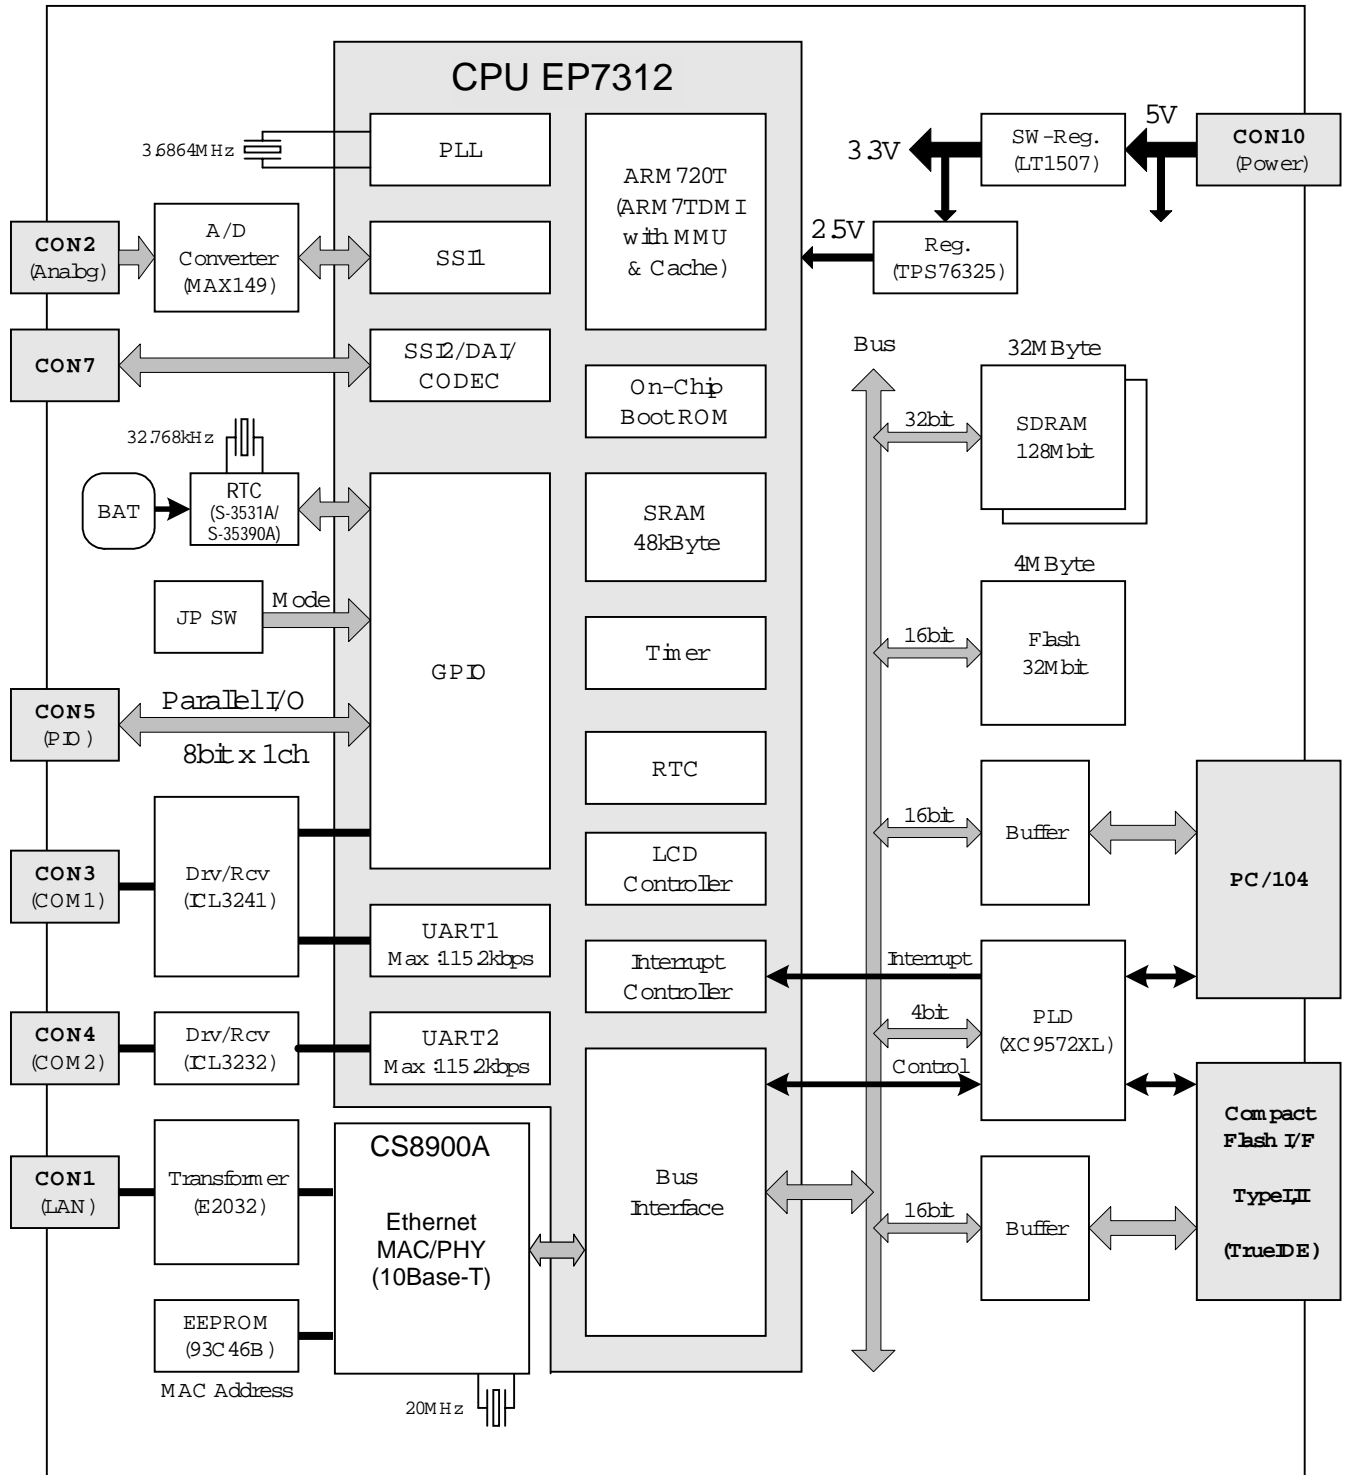 CPU EP7312
3.6864MHz
PLL
ARM720T
(ARM7TDMI
with MMU
& Cache)
3.3V
SW-Reg.
(LT1507)
5V
CON10
(Power)
CON2
(Analog)
A/D
Converter
(MAX149)
SSI1
2.5V
Reg.
(TPS76325)
CON7
SSI2/DAI/
CODEC
On-Chip
BootROM
Bus
32MByte
32bit
SDRAM
128Mbit
32.768kHz
BAT
RTC
(S-3531A/
S-35390A)
SRAM
48kByte
4MByte
JP SW
Mode
GPIO
Timer
16bit
Flash
32Mbit
CON5
(PIO)
Parallel I/O
8bit x 1ch
RTC
16bit
Buffer
PC/104
CON3
(COM1)
Drv/Rcv
(ICL3241)
LCD
Controller
UART1
Max :115.2kbps
Interrupt
Controller
Interrupt
4bit
Control
PLD
(XC9572XL)
CON4
(COM2)
Drv/Rcv
(ICL3232)
UART2
Max :115.2kbps
CON1
(LAN)
Transformer
(E2032)
CS8900A
Ethernet
MAC/PHY
(10Base-T)
Bus
Interface
16bit
Buffer
Compact
Flash I/F
TypeI,II
(TrueIDE)
EEPROM
(93C46B)
MAC Address
20MHz